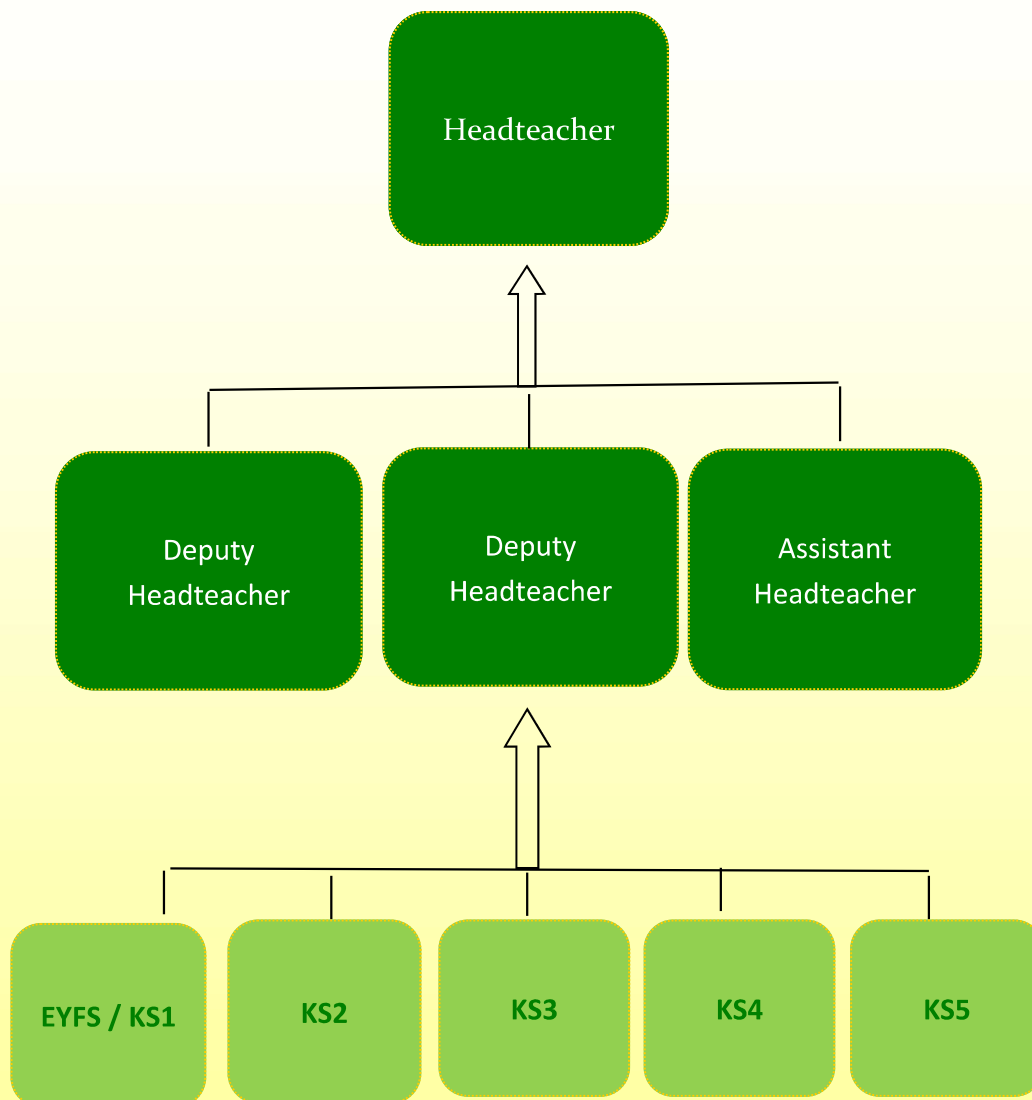 Headteacher
Deputy
Headteacher
Deputy
Headteacher
Assistant
Headteacher
EYFS / KS1
KS2
KS3
KS4
KS5